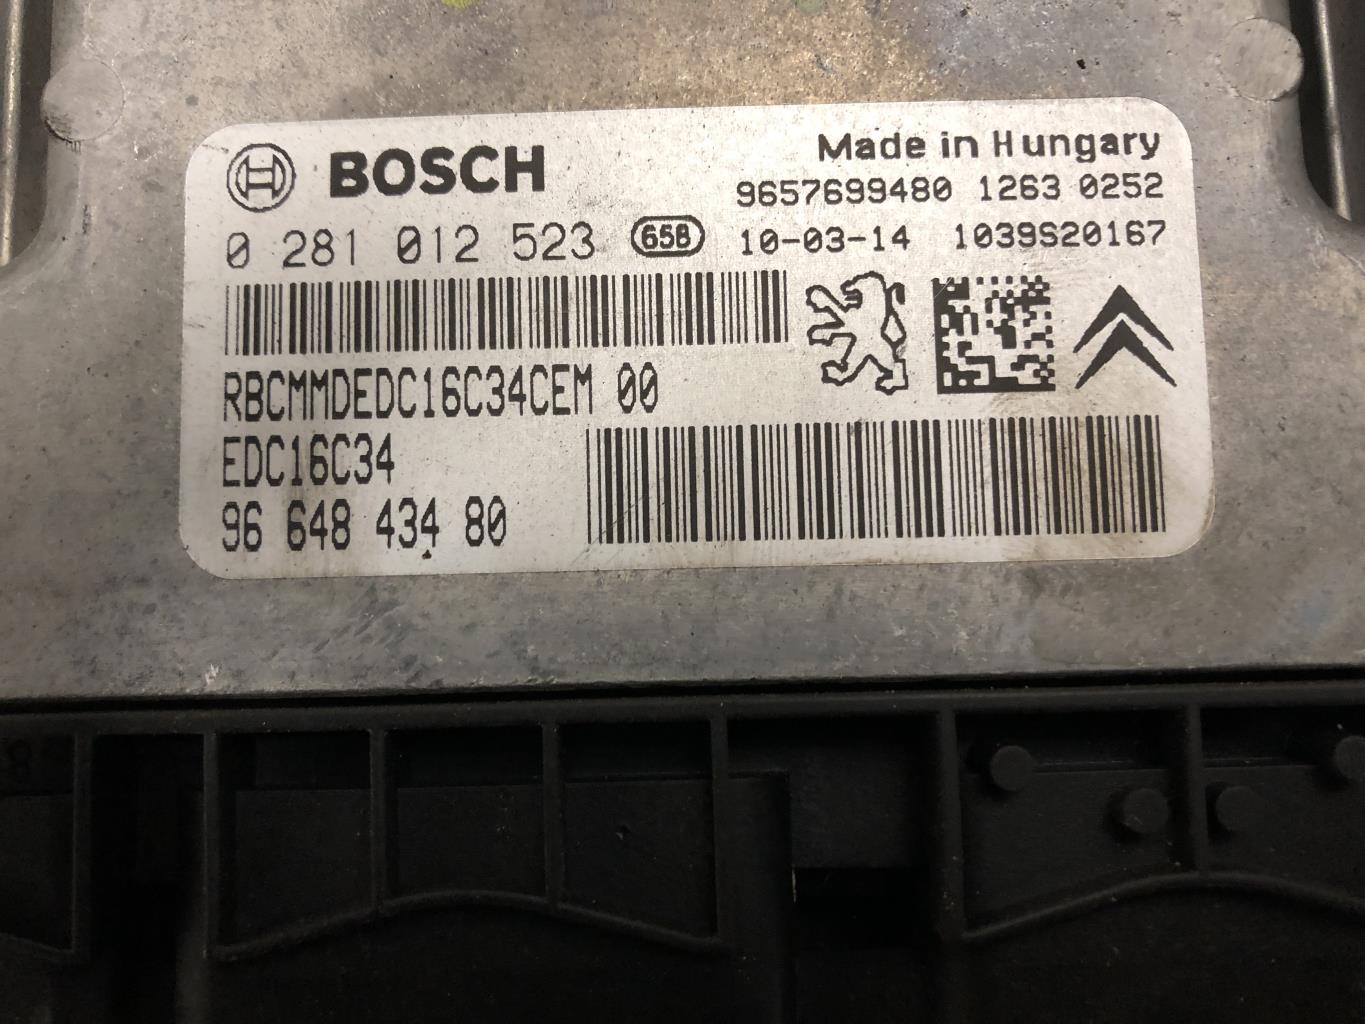 BOSCH
Made in Hungary
9657699480 1263 0252
0 281 012 523 658 10-03-14 1039S20167
RBCMMDEDC16C34CEM 00
EDC16C34
96 648 434 80